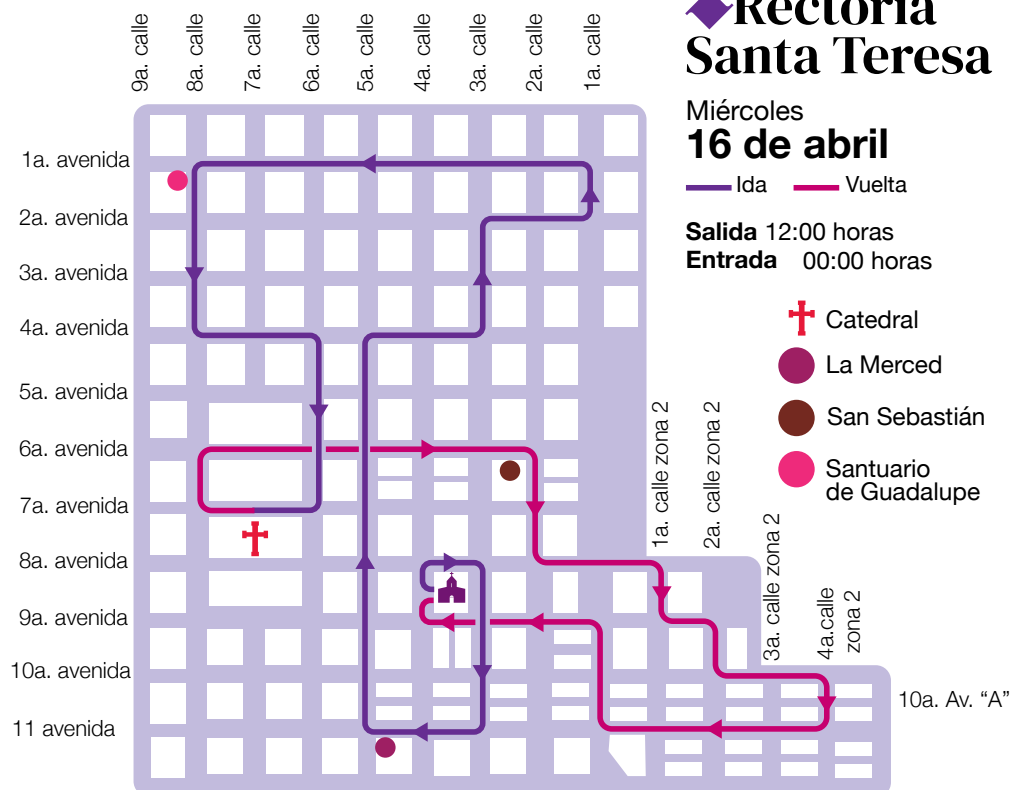 Rectoría
Santa Teresa
Miércoles
16 de abril
Ida
Vuelta
Salida 12:00 horas
Entrada 00:00 horas
Catedral
La Merced
San Sebastián
Santuario
de Guadalupe
9a. calle
8a. calle
7a. calle
6a. calle
5a. calle
4a. calle
3a. calle
2a. calle
1a. calle
1a. avenida
2a. avenida
3a. avenida
4a. avenida
5a. avenida
6a. avenida
7a. avenida
8a. avenida
9a. avenida
10a. avenida
11 avenida
1a. calle zona 2
2a. calle zona 2
3a. calle zona 2
4a.calle
zona 2
10a. Av. “A”